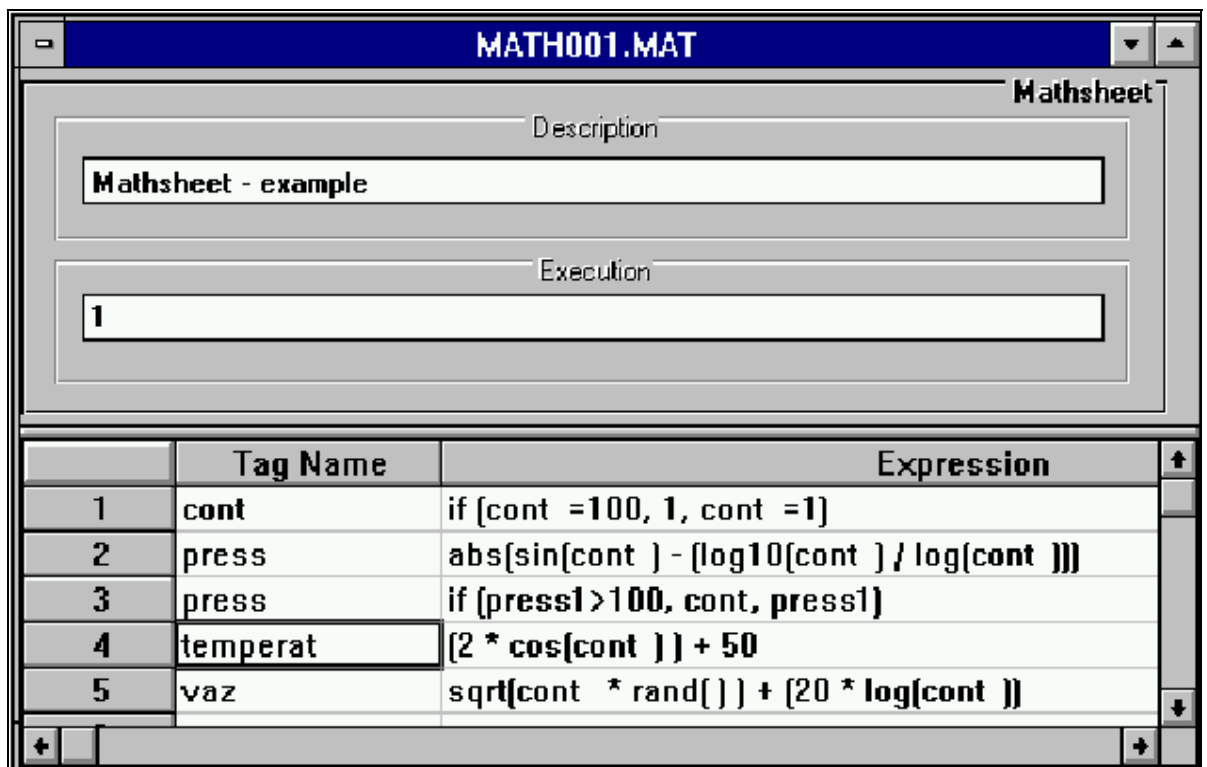 MATH001.MAT
Mathsheet
Description
Mathsheet - example
Execution
1
Tag Name Expression
1 cont if (cont =100, 1, cont =1)
2 press abs(sin(cont ) - (log10(cont ) / log(cont )))
3 press if (press1>100, cont, press1)
4 temperat (2 * cos(cont ) ) + 50
5 vaz sqrt(cont * rand( ) ) + (20 * log(cont ))